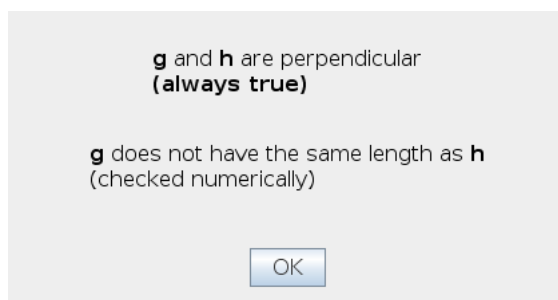 g and h are perpendicular
(always true)
g does not have the same length as h
(checked numerically)
OK